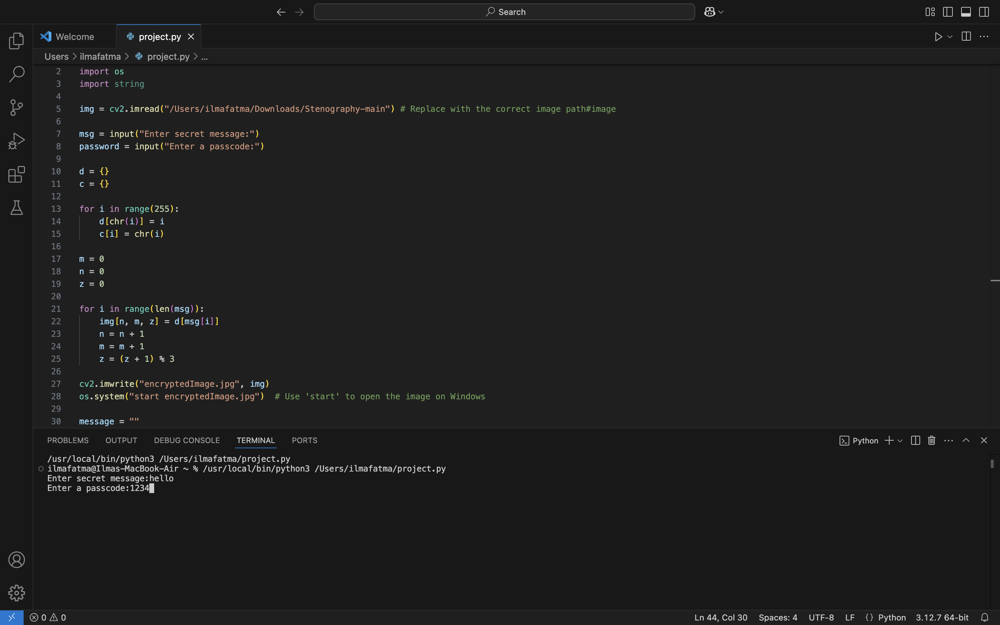 Search
Welcome
project.py
Users > ilmafatma > project.py > ...
2 import os
3 import string
4
5 img = cv2.imread("/Users/ilmafatma/Downloads/Stenography-main") # Replace with the correct image path#image
6
7 msg = input("Enter secret message:")
8 password = input("Enter a passcode:")
9
10 d = {}
11 c = {}
12
13 for i in range(255):
14     d[chr(i)] = i
15     c[i] = chr(i)
16
17 m = 0
18 n = 0
19 z = 0
20
21 for i in range(len(msg)):
22     img[n, m, z] = d[msg[i]]
23     n = n + 1
24     m = m + 1
25     z = (z + 1) % 3
26
27 cv2.imwrite("encryptedImage.jpg", img)
28 os.system("start encryptedImage.jpg")  # Use 'start' to open the image on Windows
29
30 message = ""
PROBLEMS OUTPUT DEBUG CONSOLE TERMINAL PORTS Python
/usr/local/bin/python3 /Users/ilmafatma/project.py
ilmafatma@Ilmas-MacBook-Air ~ % /usr/local/bin/python3 /Users/ilmafatma/project.py
Enter secret message:hello
Enter a passcode:1234
0 0 Ln 44, Col 30 Spaces: 4 UTF-8 LF {} Python 3.12.7 64-bit